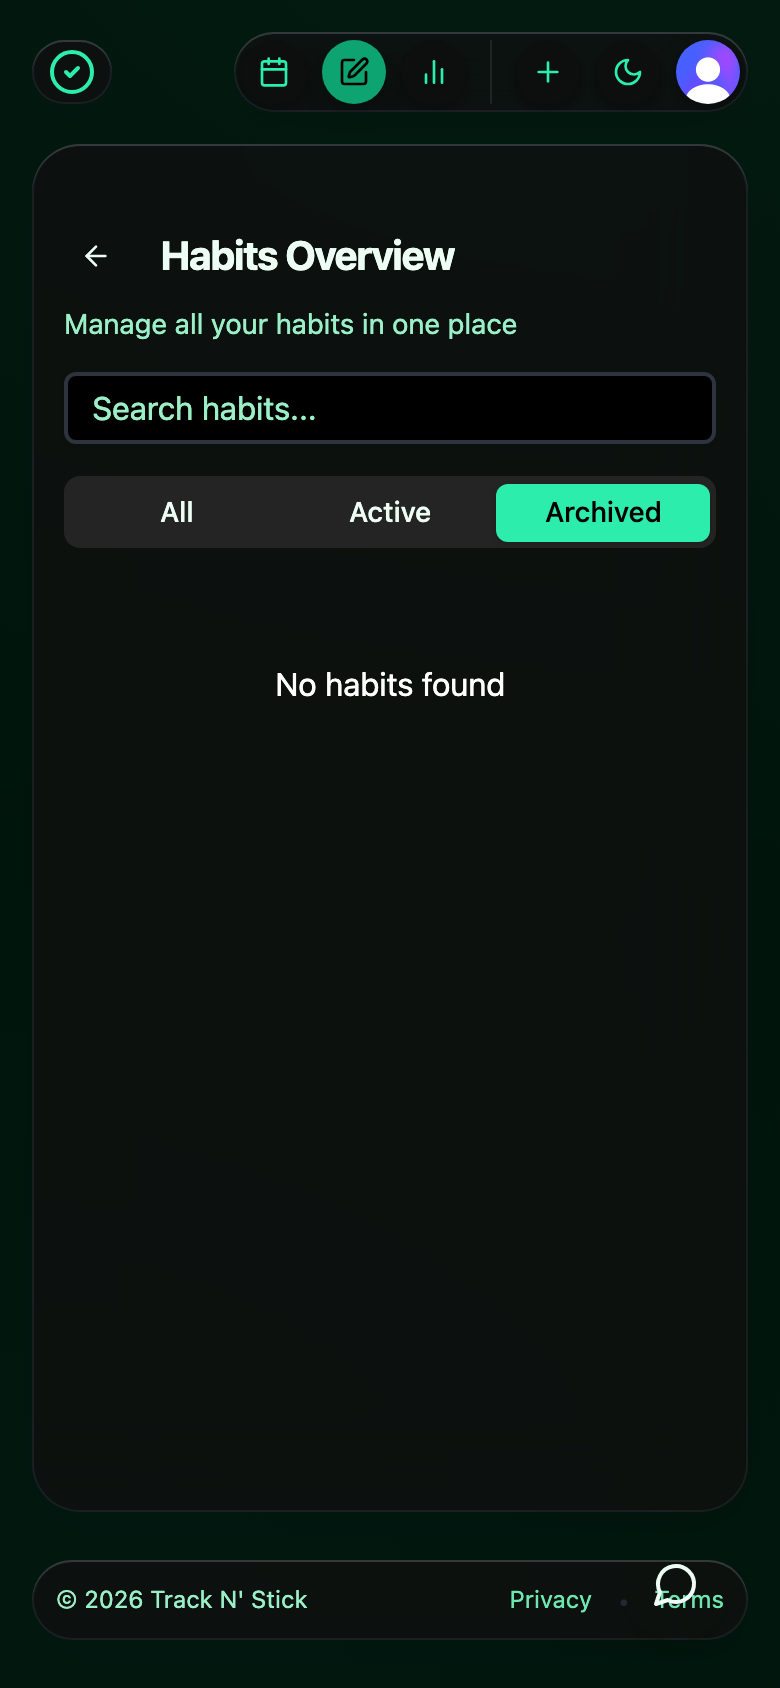 Habits Overview
Manage all your habits in one place
Search habits...
All Active Archived
No habits found
© 2026 Track N' Stick Privacy • Terms